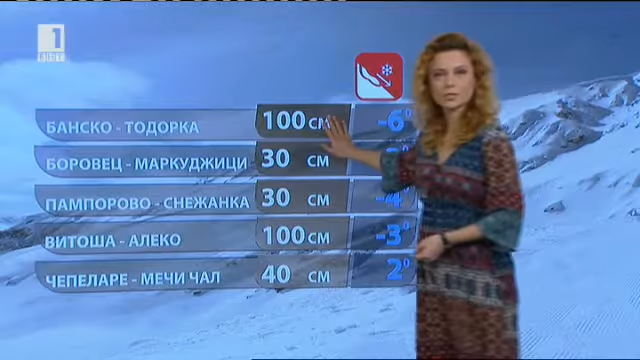 1
БНТ
БАНСКО - ТОДОРКА 100 СМ -6°
БОРОВЕЦ - МАРКУДЖИЦИ 30 СМ
ПАМПОРОВО - СНЕЖАНКА 30 СМ -4°
ВИТОША - АЛЕКО 100 СМ -3°
ЧЕПЕЛАРЕ - МЕЧИ ЧАЛ 40 СМ 2°